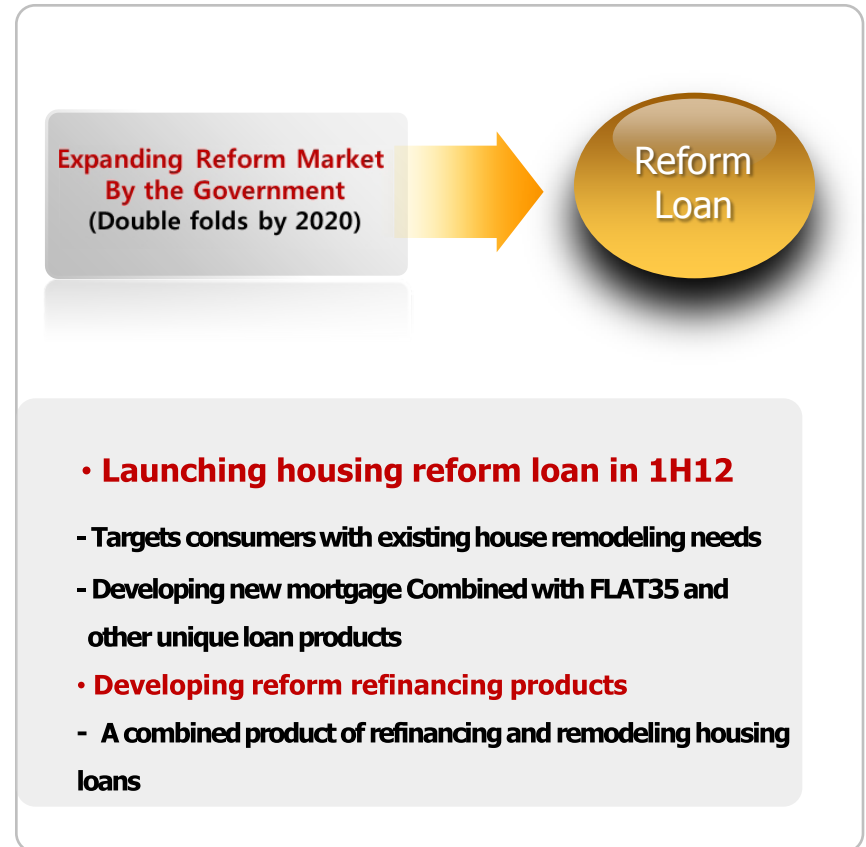 Expanding Reform Market
By the Government
(Double folds by 2020)
Reform
Loan
• Launching housing reform loan in 1H12
- Targets consumers with existing house remodeling needs
- Developing new mortgage Combined with FLAT35 and
other unique loan products
• Developing reform refinancing products
- A combined product of refinancing and remodeling housing
loans